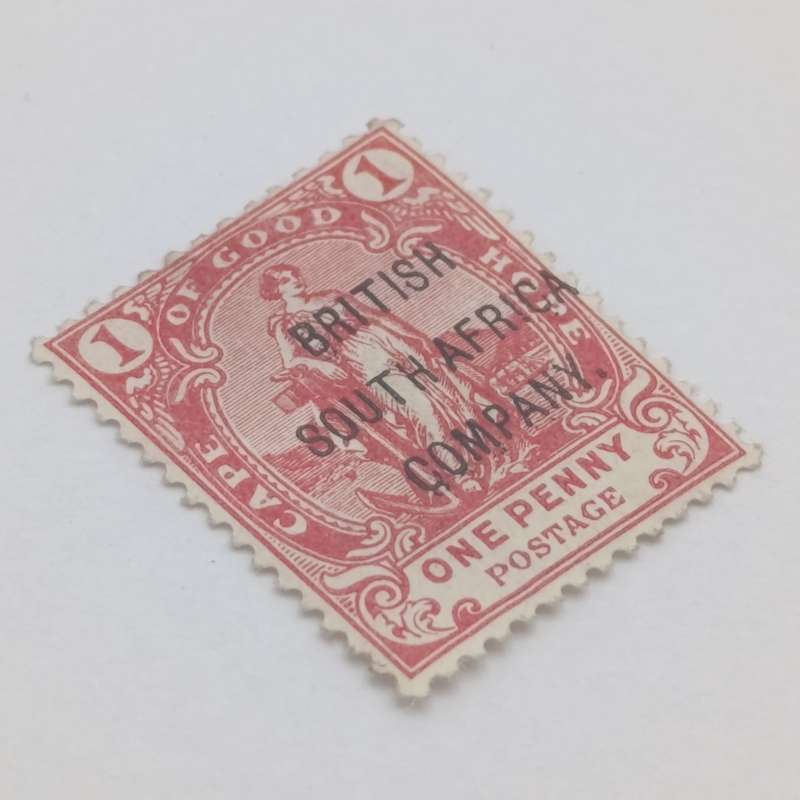 1 1
CAPE OF GOOD HOPE
BRITISH
SOUTH AFRICA
COMPANY.
ONE PENNY
POSTAGE